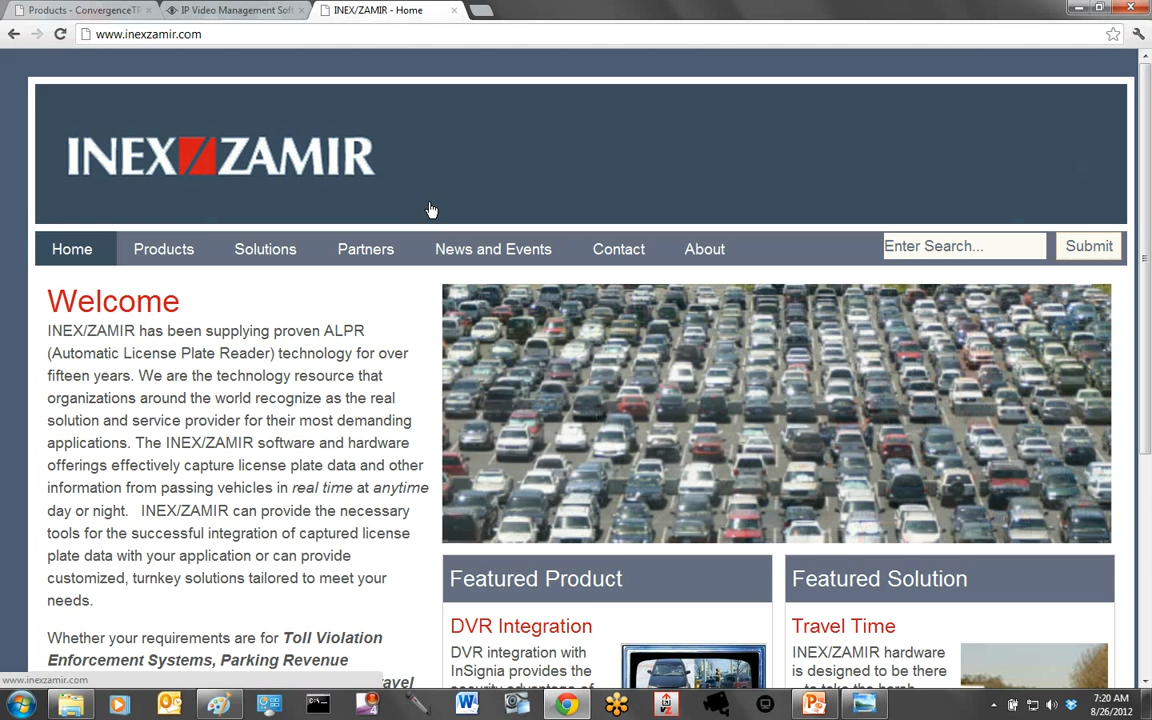 Products - ConvergenceTP
IP Video Management Soft
INEX/ZAMIR - Home
www.inexzamir.com
INEX/ZAMIR
Home Products Solutions Partners News and Events Contact About Enter Search... Submit
Welcome
INEX/ZAMIR has been supplying proven ALPR
(Automatic License Plate Reader) technology for over
fifteen years. We are the technology resource that
organizations around the world recognize as the real
solution and service provider for their most demanding
applications. The INEX/ZAMIR software and hardware
offerings effectively capture license plate data and other
information from passing vehicles in real time at anytime
day or night. INEX/ZAMIR can provide the necessary
tools for the successful integration of captured license
plate data with your application or can provide
customized, turnkey solutions tailored to meet your
needs.
Whether your requirements are for Toll Violation
Enforcement Systems, Parking Revenue
ravel
Featured Product
DVR Integration
DVR integration with
InSignia provides the
Featured Solution
Travel Time
INEX/ZAMIR hardware
is designed to be there
www.inexzamir.com
7:20 AM
8/26/2012